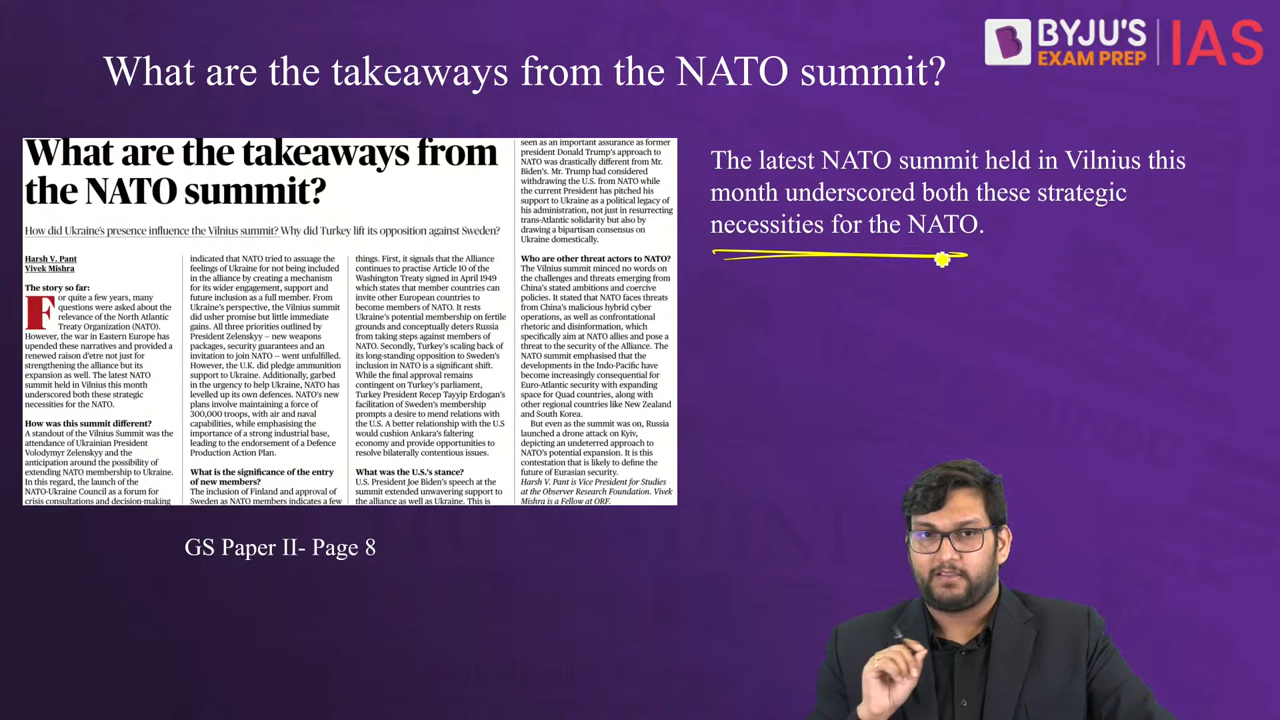 What are the takeaways from the NATO summit?
BYJU'S
EXAM PREP
IAS
What are the takeaways from
the NATO summit?
How did Ukraine's presence influence the Vilnius summit? Why did Turkey lift its opposition against Sweden?
Harsh V. Pant
Vivek Mishra
The story so far:
For quite a few years, many
questions were asked about the
relevance of the North Atlantic
Treaty Organization (NATO).
However, the war in Eastern Europe has
upended these narratives and provided a
renewed raison d'etre not just for
strengthening the alliance but its
expansion as well. The latest NATO
summit held in Vilnius this month
underscored both these strategic
necessities for the NATO.
How was this summit different?
A standout of the Vilnius Summit was the
attendance of Ukrainian President
Volodymyr Zelenskyy and the
anticipation around the possibility of
extending NATO membership to Ukraine.
In this regard, the launch of the
NATO-Ukraine Council as a forum for
crisis consultations and decision-making
indicated that NATO tried to assuage the
feelings of Ukraine for not being included
in the alliance by creating a mechanism
for its wider engagement, support and
future inclusion as a full member. From
Ukraine's perspective, the Vilnius summit
did usher promise but little immediate
gains. All three priorities outlined by
President Zelenskyy — new weapons
packages, security guarantees and an
invitation to join NATO — went unfulfilled.
However, the U.K. did pledge ammunition
support to Ukraine. Additionally, garbed
in the urgency to help Ukraine, NATO has
levelled up its own defences. NATO's new
plans involve maintaining a force of
300,000 troops, with air and naval
capabilities, while emphasising the
importance of a strong industrial base,
leading to the endorsement of a Defence
Production Action Plan.
What is the significance of the entry
of new members?
The inclusion of Finland and approval of
Sweden as NATO members indicates a few
things. First, it signals that the Alliance
continues to practise Article 10 of the
Washington Treaty signed in April 1949
which states that member countries can
invite other European countries to
become members of NATO. It rests
Ukraine's potential membership on fertile
grounds and conceptually deters Russia
from taking steps against members of
NATO. Secondly, Turkey's scaling back of
its long-standing opposition to Sweden's
inclusion in NATO is a significant shift.
While the final approval remains
contingent on Turkey's parliament,
Turkey President Recep Tayyip Erdogan's
facilitation of Sweden's membership
prompts a desire to mend relations with
the U.S. A better relationship with the U.S
would cushion Ankara's faltering
economy and provide opportunities to
resolve bilaterally contentious issues.
What was the U.S.'s stance?
U.S. President Joe Biden's speech at the
summit extended unwavering support to
the alliance as well as Ukraine. This is
seen as an important assurance as former
president Donald Trump's approach to
NATO was drastically different from Mr.
Biden's. Mr. Trump had considered
withdrawing the U.S. from NATO while
the current President has pitched his
support to Ukraine as a political legacy of
his administration, not just in resurrecting
trans-Atlantic solidarity but also by
drawing a bipartisan consensus on
Ukraine domestically.
Who are other threat actors to NATO?
The Vilnius summit minced no words on
the challenges and threats emerging from
China's stated ambitions and coercive
policies. It stated that NATO faces threats
from China's malicious hybrid cyber
operations, as well as confrontational
rhetoric and disinformation, which
specifically aim at NATO allies and pose a
threat to the security of the Alliance. The
NATO summit emphasised that the
developments in the Indo-Pacific have
become increasingly consequential for
Euro-Atlantic security with expanding
space for Quad countries, along with
other regional countries like New Zealand
and South Korea.
But even as the summit was on, Russia
launched a drone attack on Kyiv,
depicting an undeterred approach to
NATO's potential expansion. It is this
contestation that is likely to define the
future of Eurasian security.
Harsh V. Pant is Vice President for Studies
at the Observer Research Foundation. Vivek
Mishra is a Fellow at ORF.
The latest NATO summit held in Vilnius this
month underscored both these strategic
necessities for the NATO.
GS Paper II- Page 8